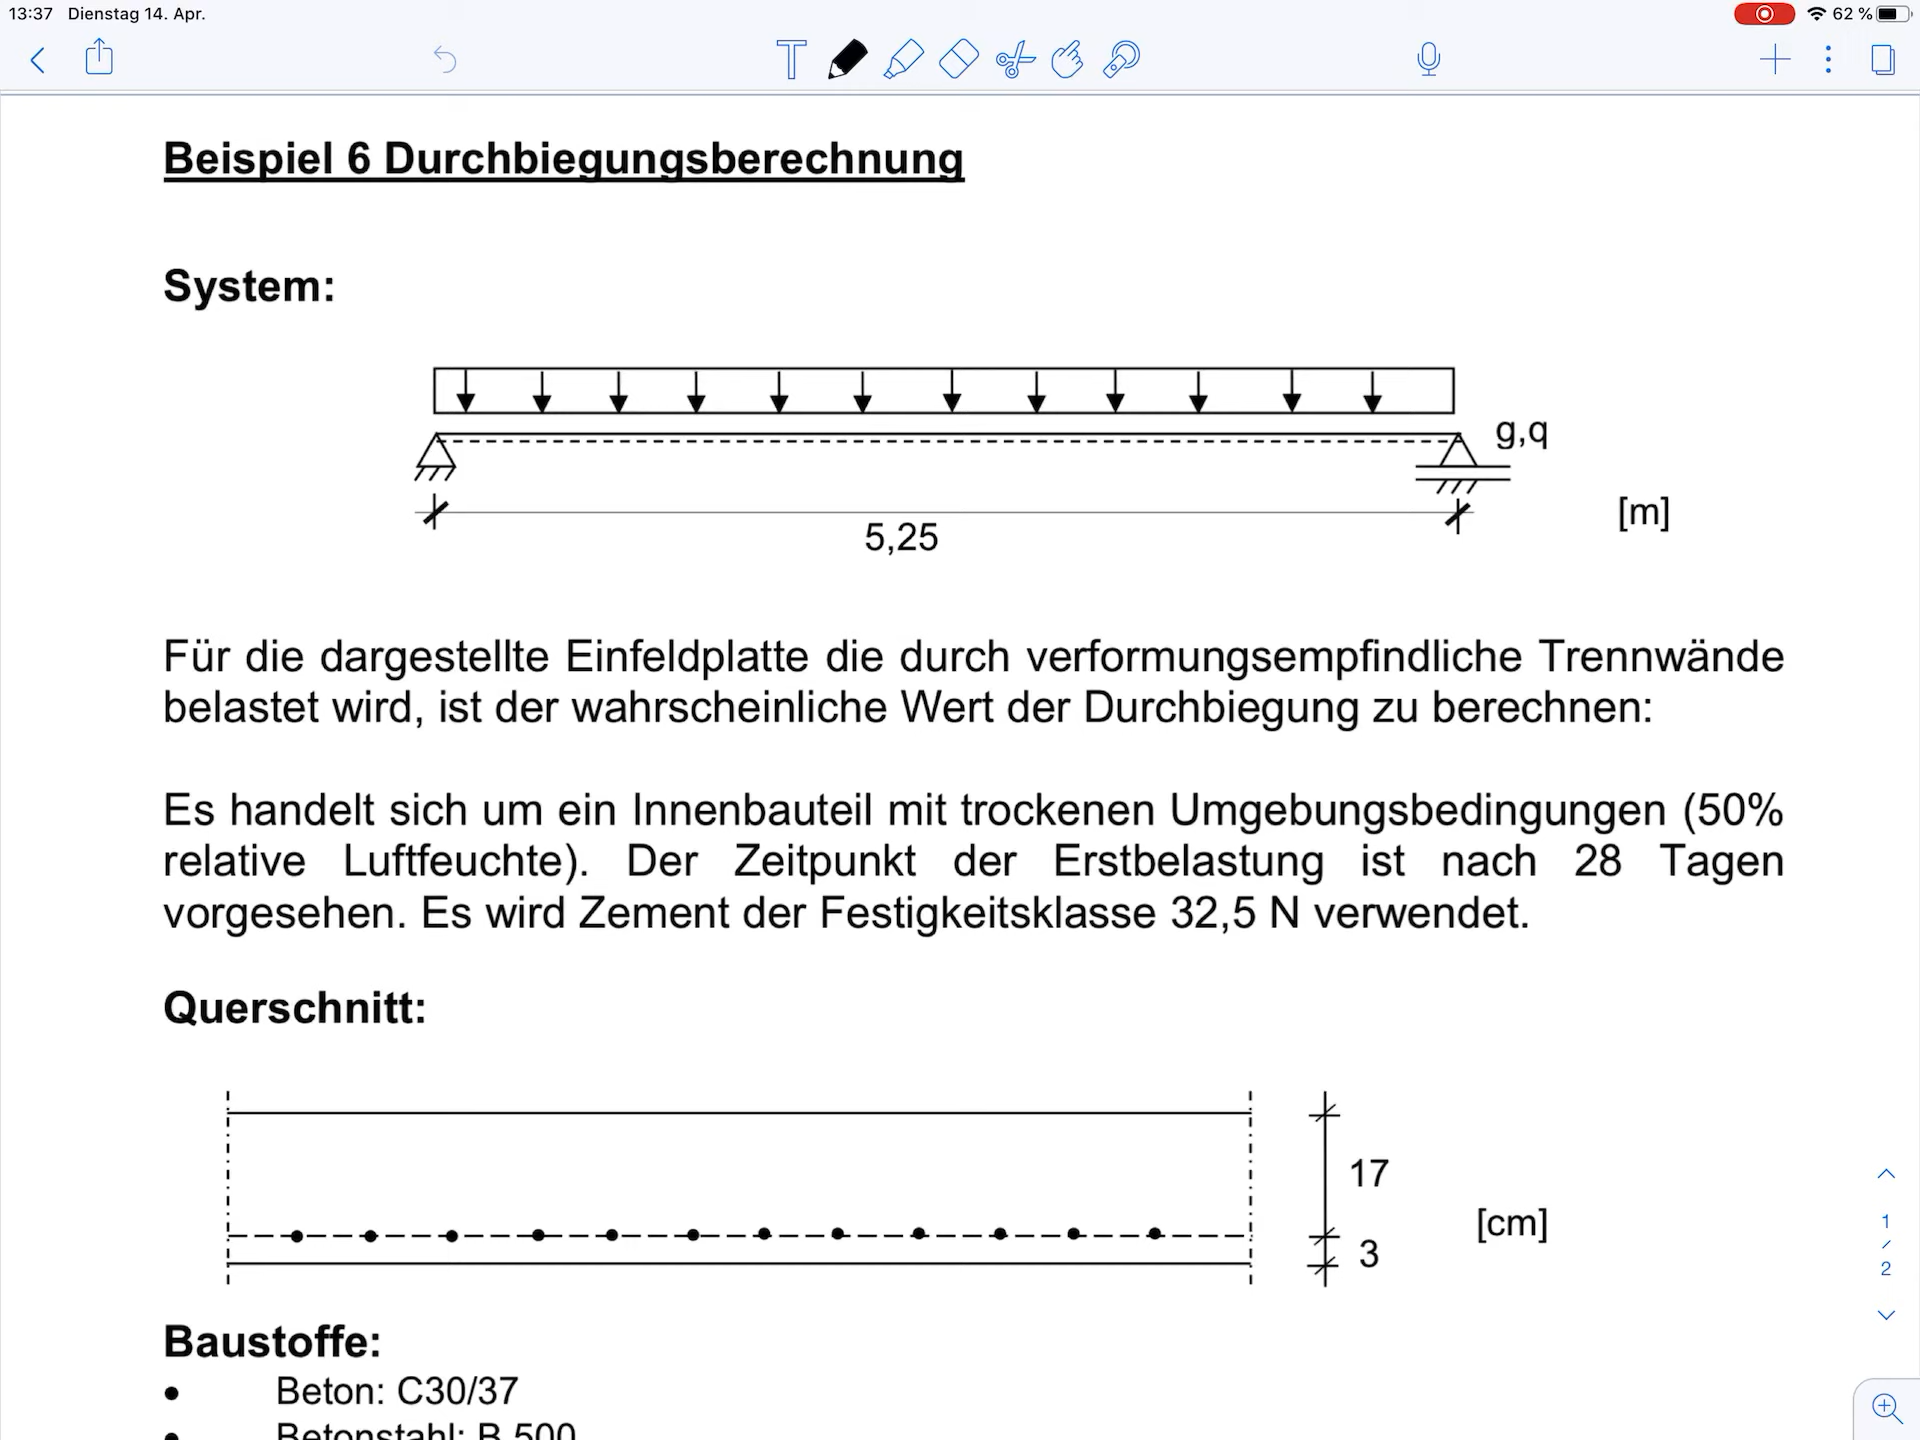 13:37 Dienstag 14. Apr.
62 %
Beispiel 6 Durchbiegungsberechnung
System:
g,q
[m]
5,25
Für die dargestellte Einfeldplatte die durch verformungsempfindliche Trennwände
belastet wird, ist der wahrscheinliche Wert der Durchbiegung zu berechnen:
Es handelt sich um ein Innenbauteil mit trockenen Umgebungsbedingungen (50%
relative Luftfeuchte). Der Zeitpunkt der Erstbelastung ist nach 28 Tagen
vorgesehen. Es wird Zement der Festigkeitsklasse 32,5 N verwendet.
Querschnitt:
17
[cm]
3
1
/
2
Baustoffe:
• Beton: C30/37
• Betonstahl: B 500